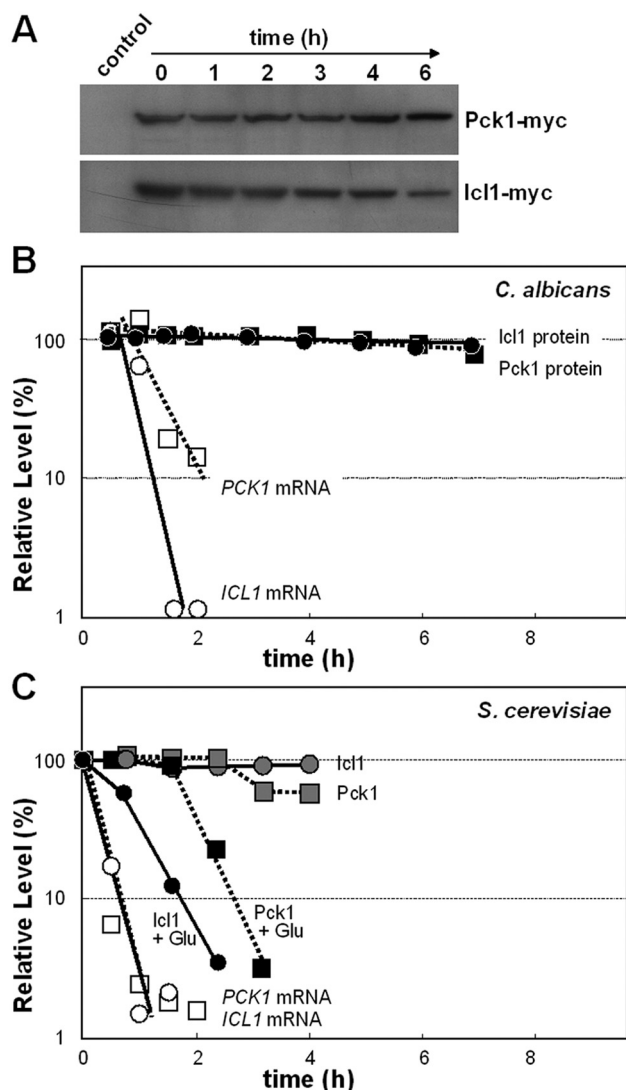 A
control
time (h)
0 1 2 3 4 6
Pck1-myc
Icl1-myc
B
C. albicans
Relative Level (%)
100
10
1
Icl1 protein
Pck1 protein
PCK1 mRNA
ICL1 mRNA
0 2 4 6 8
time (h)
C
S. cerevisiae
Relative Level (%)
100
10
1
Icl1
Pck1
Icl1
+ Glu
Pck1
+ Glu
PCK1 mRNA
ICL1 mRNA
0 2 4 6 8
time (h)